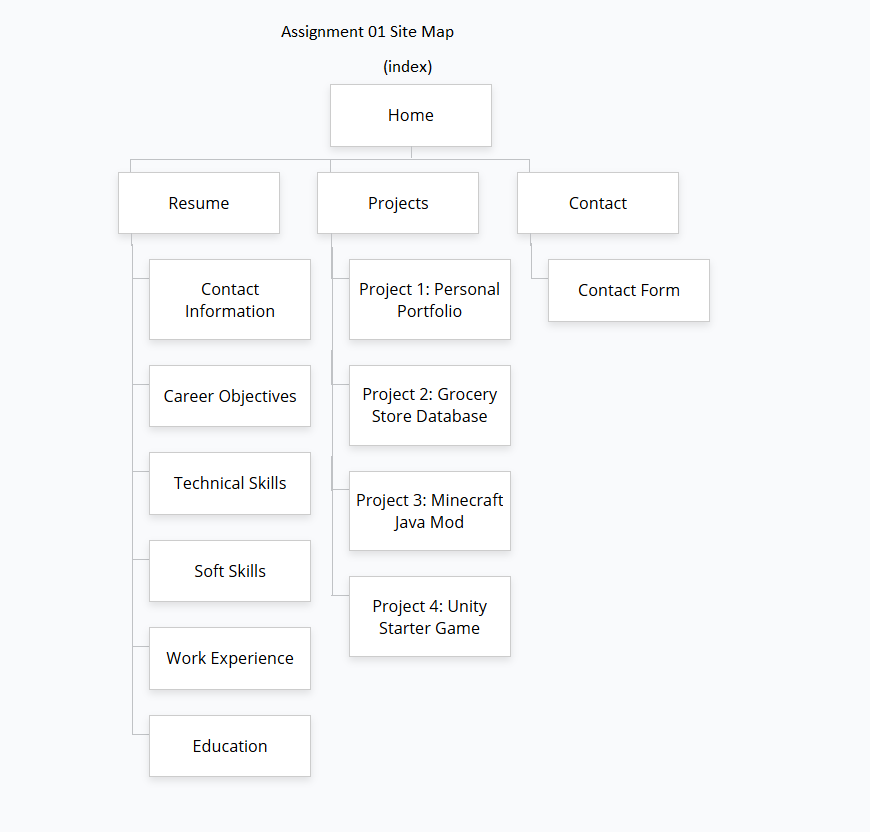 Assignment 01 Site Map
(index)
Home
Resume
Projects
Contact
Contact
Information
Career Objectives
Technical Skills
Soft Skills
Work Experience
Education
Project 1: Personal
Portfolio
Project 2: Grocery
Store Database
Project 3: Minecraft
Java Mod
Project 4: Unity
Starter Game
Contact Form